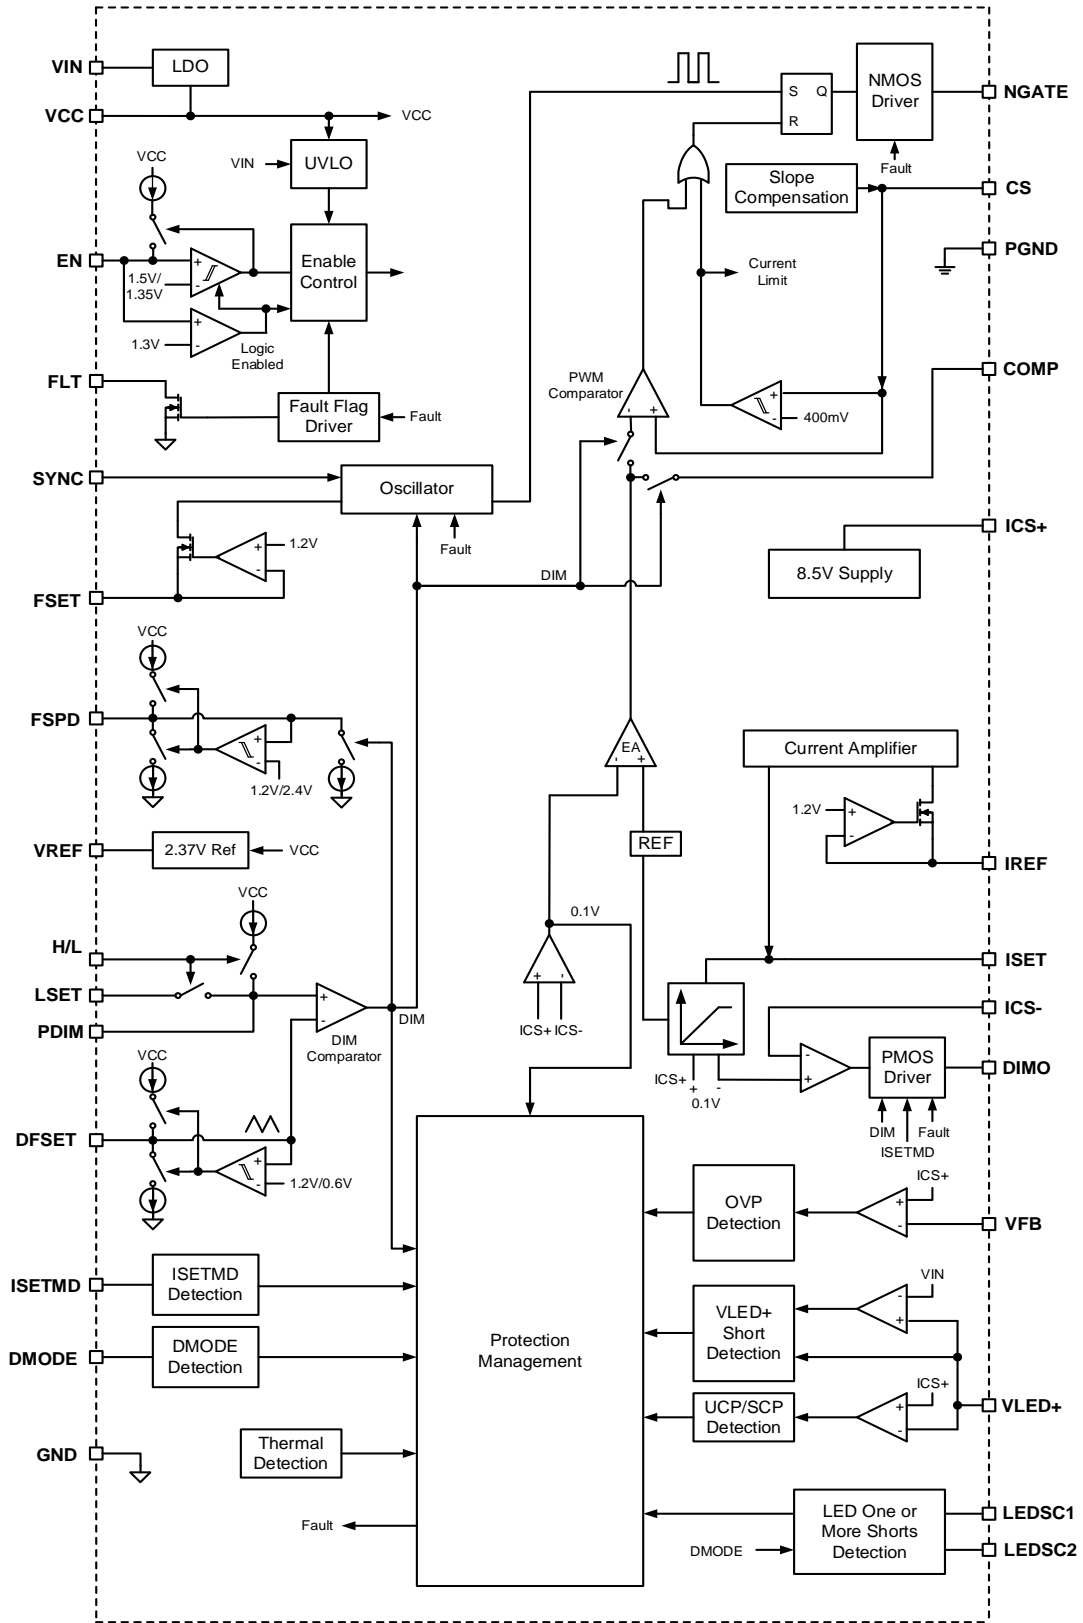 VIN
LDO
VCC
VCC
VIN
UVLO
VCC
EN
+
-
1.5V/
1.35V
Enable
Control
+
-
1.3V
Logic
Enabled
FLT
Fault Flag
Driver
Fault
SYNC
Oscillator
Fault
+
-
1.2V
FSET
S
Q
R
NMOS
Driver
NGATE
Fault
Slope
Compensation
CS
PGND
Current
Limit
PWM
Comparator
-
+
+
-
400mV
COMP
DIM
ICS+
8.5V Supply
VCC
FSPD
+
-
1.2V/2.4V
EA
-
+
Current Amplifier
1.2V
+
-
IREF
VREF
2.37V Ref
VCC
REF
VCC
H/L
LSET
PDIM
+
-
DIM
Comparator
DIM
0.1V
+
-
ICS+
ICS-
ISET
ICS-
ICS+
+
-
0.1V
-
+
PMOS
Driver
DIMO
DIM
ISETMD
Fault
VCC
DFSET
+
-
1.2V/0.6V
OVP
Detection
+
-
ICS+
VFB
ISETMD
ISETMD
Detection
DMODE
DMODE
Detection
Protection
Management
VLED+
Short
Detection
-
+
VIN
UCP/SCP
Detection
+
-
ICS+
VLED+
GND
Thermal
Detection
Fault
DMODE
LED One or
More Shorts
Detection
LEDSC1
LEDSC2